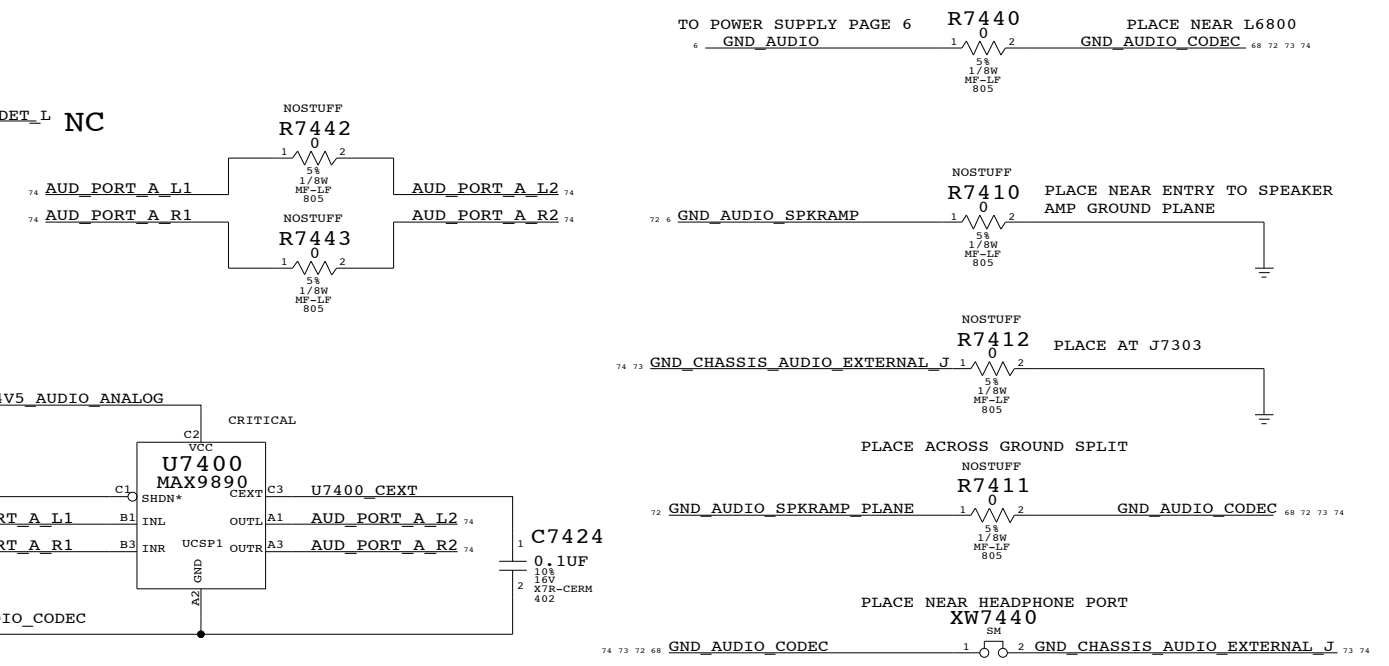 TO POWER SUPPLY PAGE 6
R7440
PLACE NEAR L6800
6 GND_AUDIO 1 0 2 GND_AUDIO_CODEC 68 72 73 74
5%
1/8W
MF-LF
805
DET_L NC
NOSTUFF
R7442
0
1 2
5%
1/8W
MF-LF
805
74 AUD_PORT_A_L1 AUD_PORT_A_L2 74
74 AUD_PORT_A_R1 AUD_PORT_A_R2 74
NOSTUFF
R7443
0
1 2
5%
1/8W
MF-LF
805
NOSTUFF
R7410
PLACE NEAR ENTRY TO SPEAKER
AMP GROUND PLANE
72 6 GND_AUDIO_SPKRAMP 1 0 2
5%
1/8W
MF-LF
805
NOSTUFF
R7412
PLACE AT J7303
74 73 GND_CHASSIS_AUDIO_EXTERNAL_J 1 0 2
5%
1/8W
MF-LF
805
4V5_AUDIO_ANALOG
CRITICAL
C2
VCC
U7400
MAX9890
C1 SHDN* CEXT C3 U7400_CEXT
RT_A_L1 B1 INL OUTL A1 AUD_PORT_A_L2 74
RT_A_R1 B3 INR UCSP1 OUTR A3 AUD_PORT_A_R2 74
GND
A2
DIO_CODEC
C7424
1
0.1UF
10%
16V
2 X7R-CERM
402
PLACE ACROSS GROUND SPLIT
NOSTUFF
R7411
72 GND_AUDIO_SPKRAMP_PLANE 1 0 2 GND_AUDIO_CODEC 68 72 73 74
5%
1/8W
MF-LF
805
PLACE NEAR HEADPHONE PORT
XW7440
SM
74 73 72 68 GND_AUDIO_CODEC 1 2 GND_CHASSIS_AUDIO_EXTERNAL_J 73 74